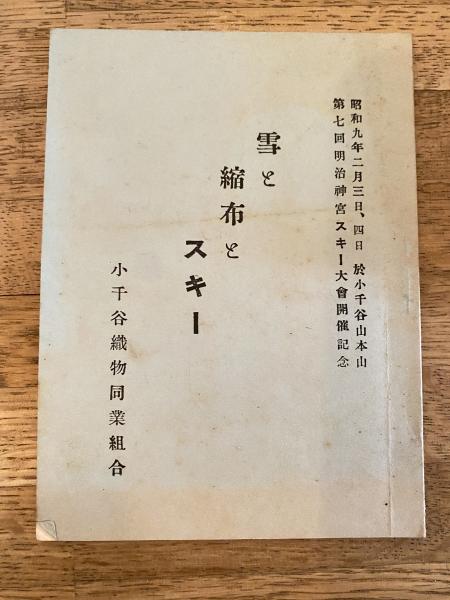 昭和九年二月三日、四日 於小千谷山本山
第七回明治神宮スキー大會開催記念
雪と
縮布と
スキー
小千谷織物同業組合